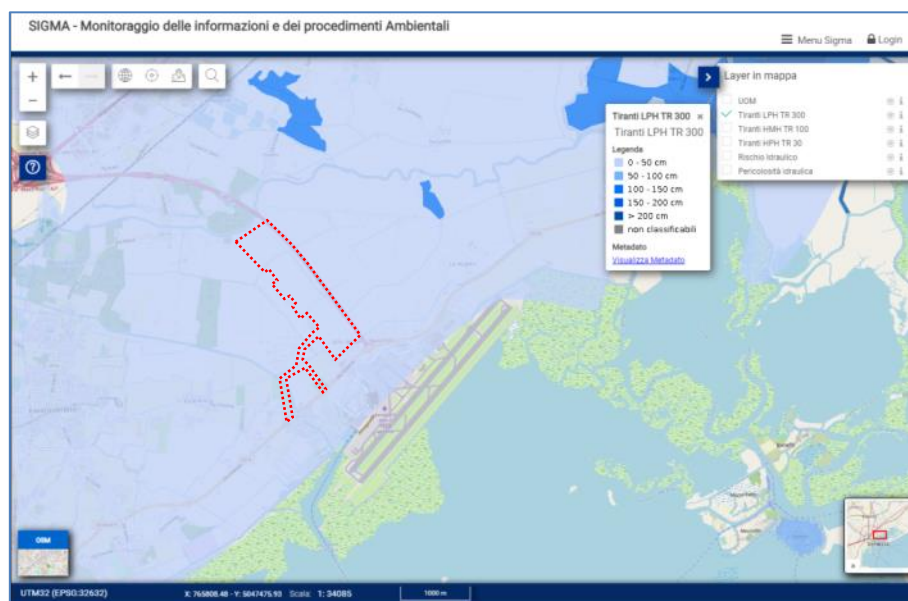 SIGMA - Monitoraggio delle informazioni e dei procedimenti Ambientali
Menu Sigma
Login
Layer in mappa
UOM
Tiranti LPH TR 300
Tiranti HMH TR 100
Tiranti HPH TR 30
Rischio Idraulico
Pericolosità idraulica
Tiranti LPH TR 300
Tiranti LPH TR 300
Legenda
0 - 50 cm
50 - 100 cm
100 - 150 cm
150 - 200 cm
> 200 cm
non classificabili
Metadato
Visualizza Metadato
OSM
UTM32 (EPSG:32632)
X: 765808.48 - Y: 5047475.93
Scala: 1: 34085
1000 m